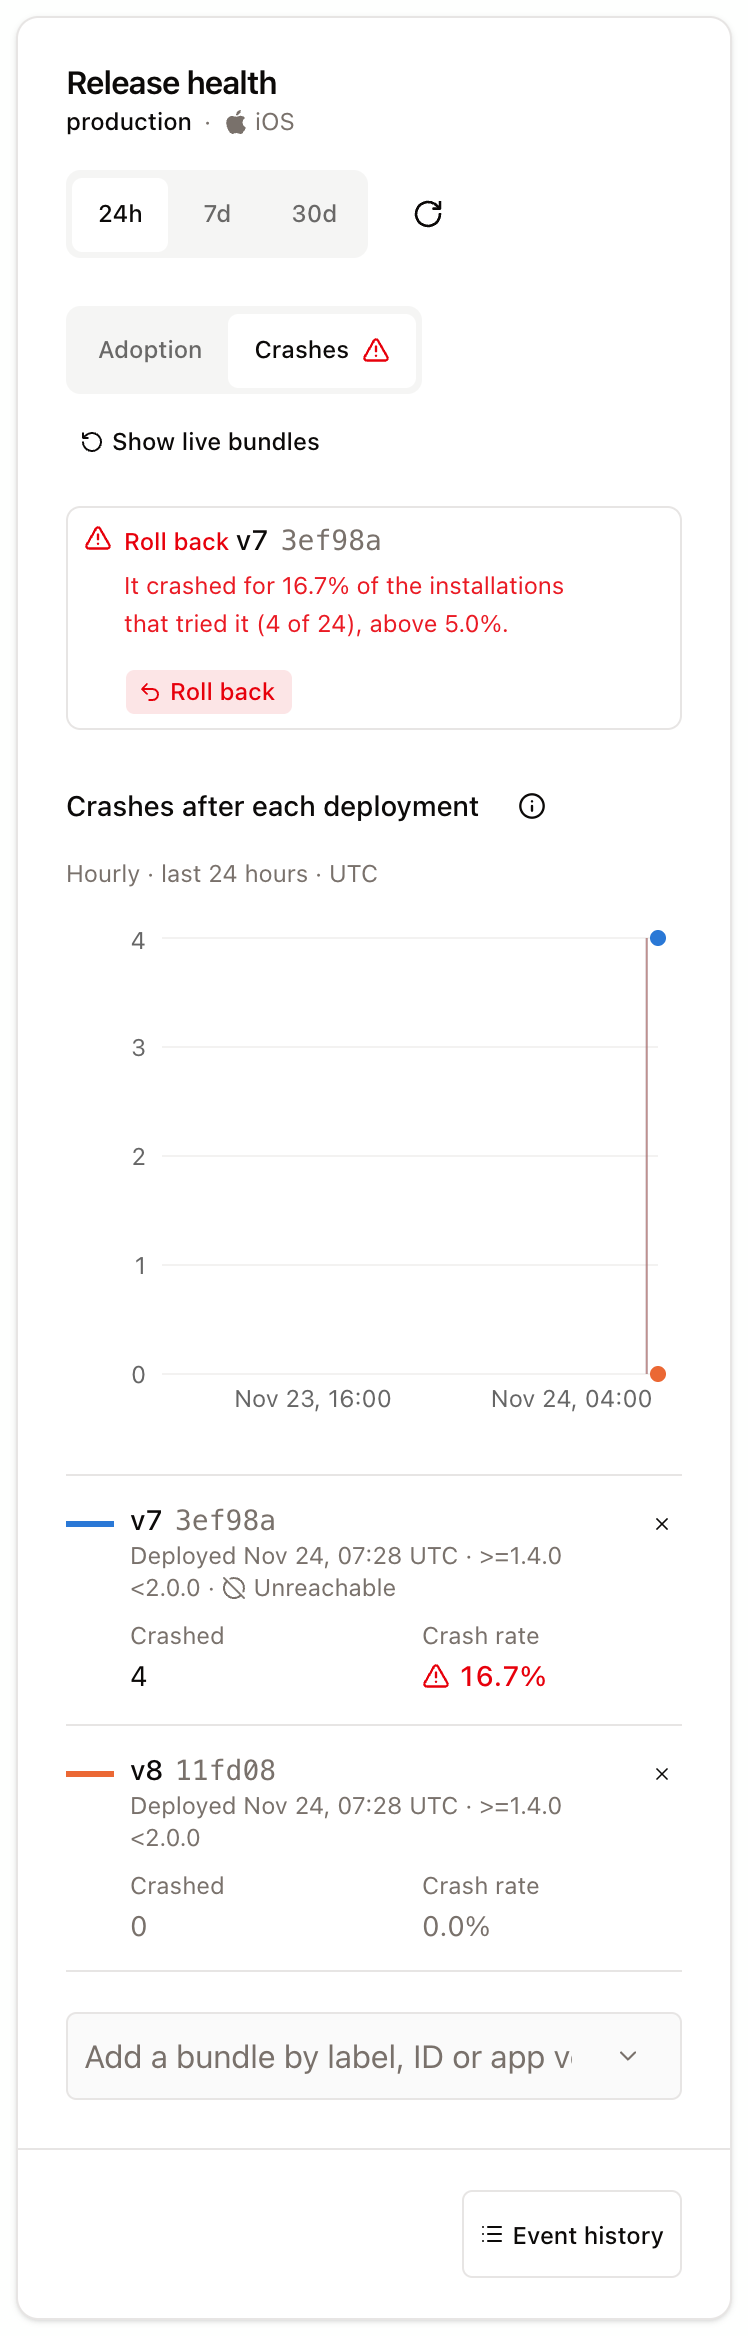 Release health
production · iOS
24h 7d 30d
Adoption Crashes
Show live bundles
Roll back v7 3ef98a
It crashed for 16.7% of the installations
that tried it (4 of 24), above 5.0%.
Roll back
Crashes after each deployment
Hourly · last 24 hours · UTC
4
3
2
1
0
Nov 23, 16:00 Nov 24, 04:00
v7 3ef98a
Deployed Nov 24, 07:28 UTC · >=1.4.0
<2.0.0 · Unreachable
Crashed Crash rate
4 16.7%
v8 11fd08
Deployed Nov 24, 07:28 UTC · >=1.4.0
<2.0.0
Crashed Crash rate
0 0.0%
Add a bundle by label, ID or app
Event history